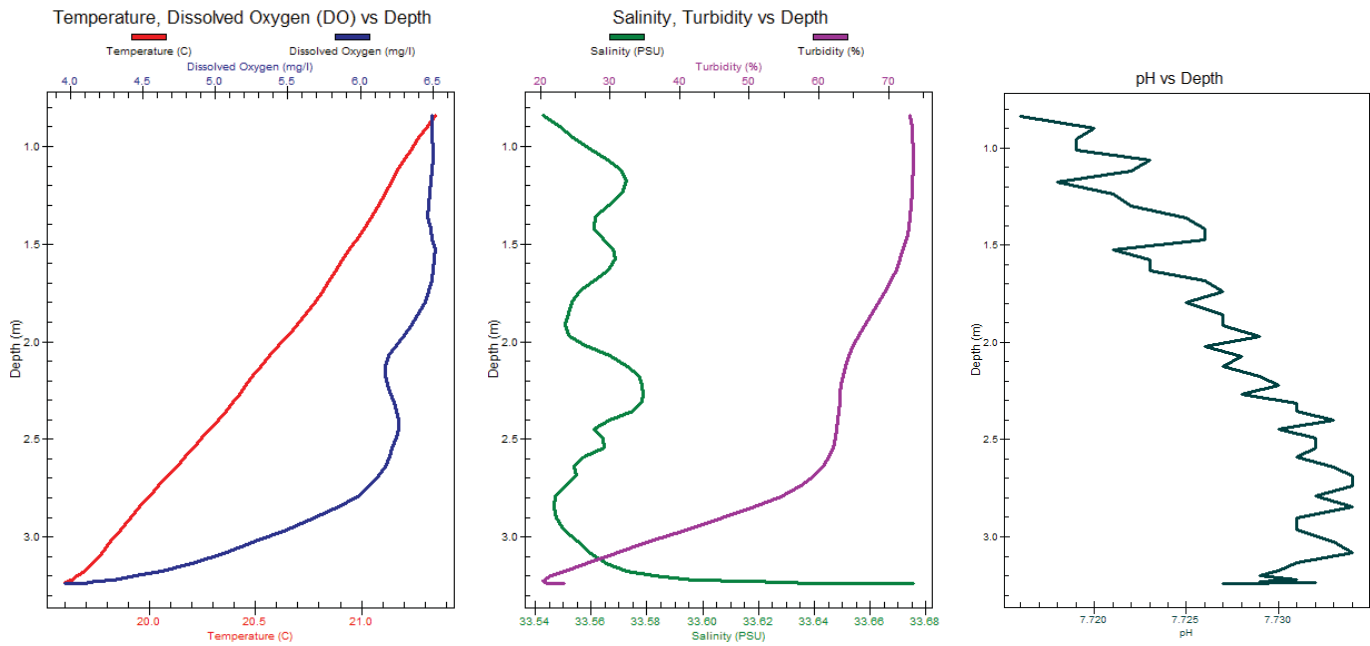 Temperature, Dissolved Oxygen (DO) vs Depth
Temperature (C) Dissolved Oxygen (mg/l)
Dissolved Oxygen (mg/l)
4.0 4.5 5.0 5.5 6.0 6.5
Depth (m)
1.0
1.5
2.0
2.5
3.0
20.0 20.5 21.0
Temperature (C)
Salinity, Turbidity vs Depth
Salinity (PSU) Turbidity (%)
Turbidity (%)
20 30 40 50 60 70
Depth (m)
1.0
1.5
2.0
2.5
3.0
33.54 33.56 33.58 33.60 33.62 33.64 33.66 33.68
Salinity (PSU)
pH vs Depth
Depth (m)
1.0
1.5
2.0
2.5
3.0
7.720 7.725 7.730
pH